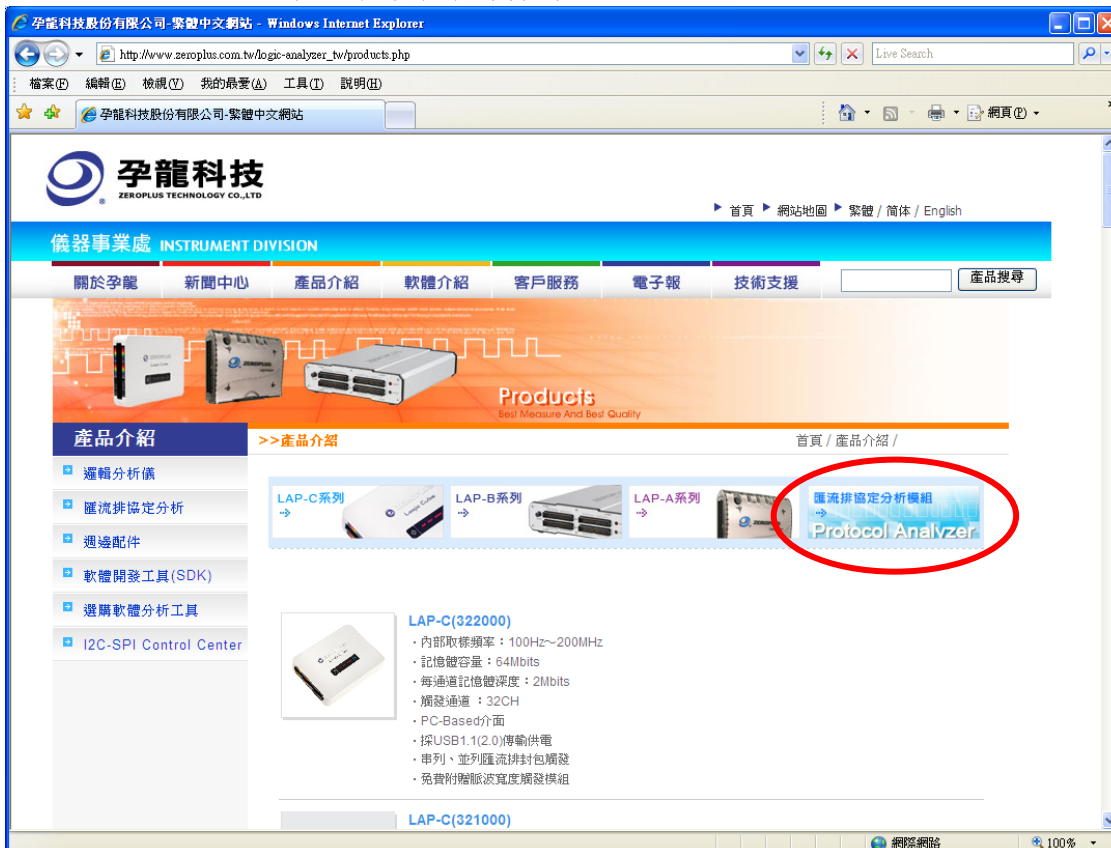 孕龍科技股份有限公司-繁體中文網站 - Windows Internet Explorer
http://www.zeroplus.com.tw/logic-analyzer_tw/products.php
Live Search
檔案(F) 編輯(E) 檢視(V) 我的最愛(A) 工具(T) 說明(H)
孕龍科技股份有限公司-繁體中文網站
網頁(P)
孕龍科技
ZEROPLUS TECHNOLOGY CO.,LTD
首頁 網站地圖 繁體 / 简体 / English
儀器事業處 INSTRUMENT DIVISION
關於孕龍 新聞中心 產品介紹 軟體介紹 客戶服務 電子報 技術支援 產品搜尋
Products
Best Measure And Best Quality
產品介紹
>>產品介紹
首頁 / 產品介紹 /
邏輯分析儀
匯流排協定分析
週邊配件
軟體開發工具(SDK)
選購軟體分析工具
I2C-SPI Control Center
LAP-C系列
LAP-B系列
LAP-A系列
匯流排協定分析模組
Protocol Analyzer
LAP-C(322000)
‧內部取樣頻率：100Hz～200MHz
‧記憶體容量：64Mbits
‧每通道記憶體深度：2Mbits
‧觸發通道 ：32CH
‧PC-Based介面
‧採USB1.1(2.0)傳輸供電
‧串列、並列匯流排封包觸發
‧免費附贈脈波寬度觸發模組
LAP-C(321000)
網際網路
100%